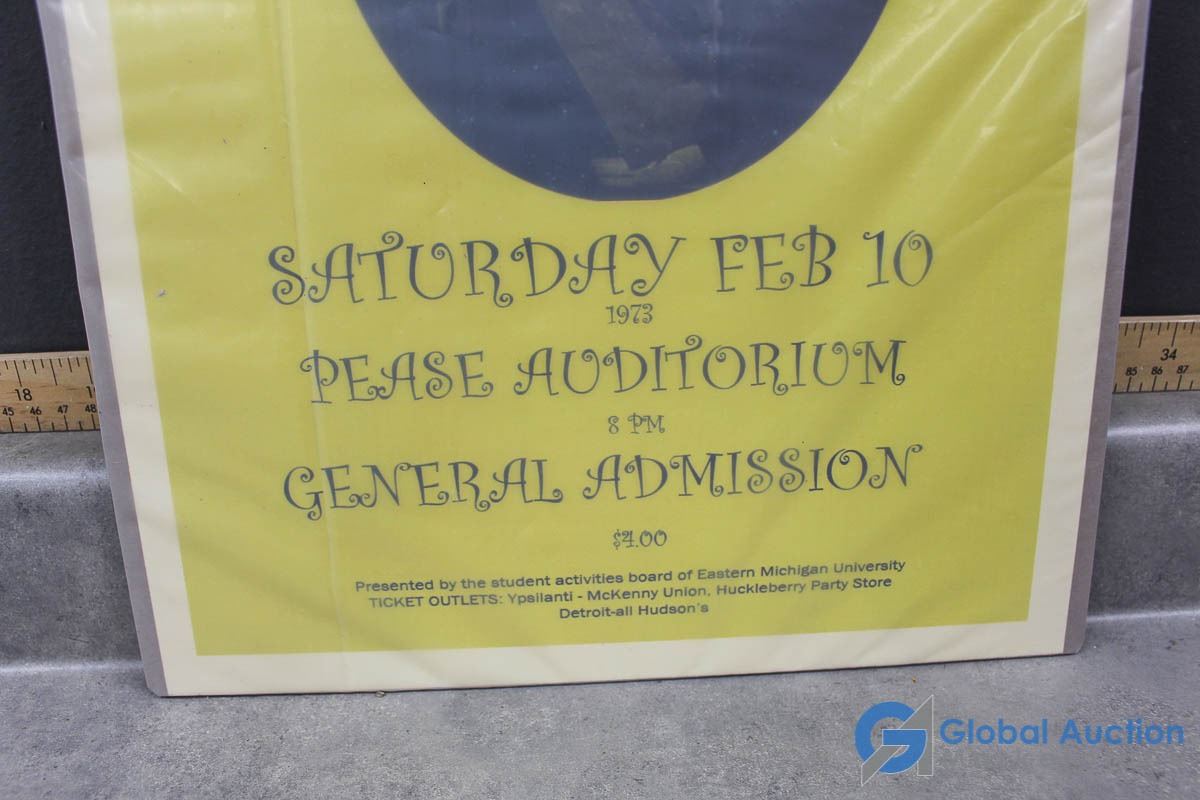 SATURDAY FEB 10
1973
PEASE AUDITORIUM
8 PM
GENERAL ADMISSION
$4.00
Presented by the student activities board of Eastern Michigan University
TICKET OUTLETS: Ypsilanti - McKenny Union, Huckleberry Party Store
Detroit-all Hudson's
18
45 46 47 48
34
85 86 87
Global Auction